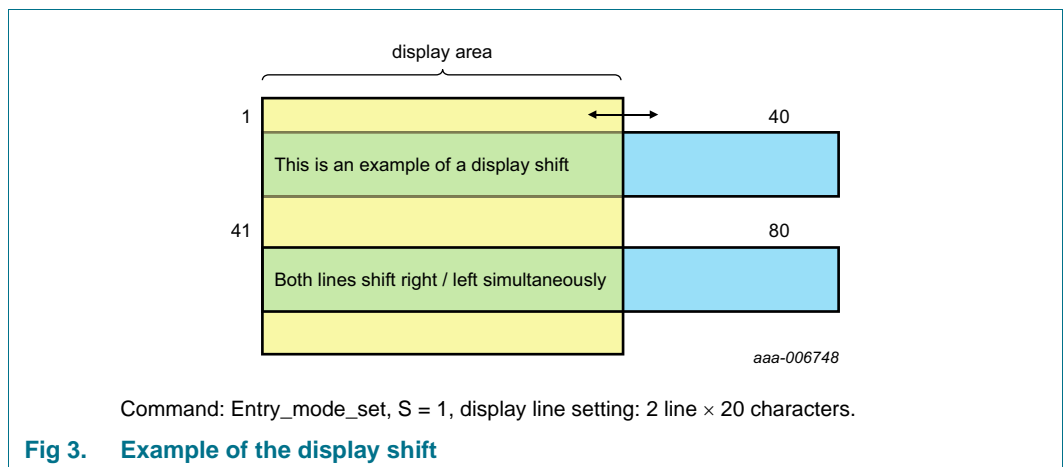 display area
1
40
This is an example of a display shift
41
80
Both lines shift right / left simultaneously
aaa-006748
Command: Entry_mode_set, S = 1, display line setting: 2 line × 20 characters.
Fig 3. Example of the display shift